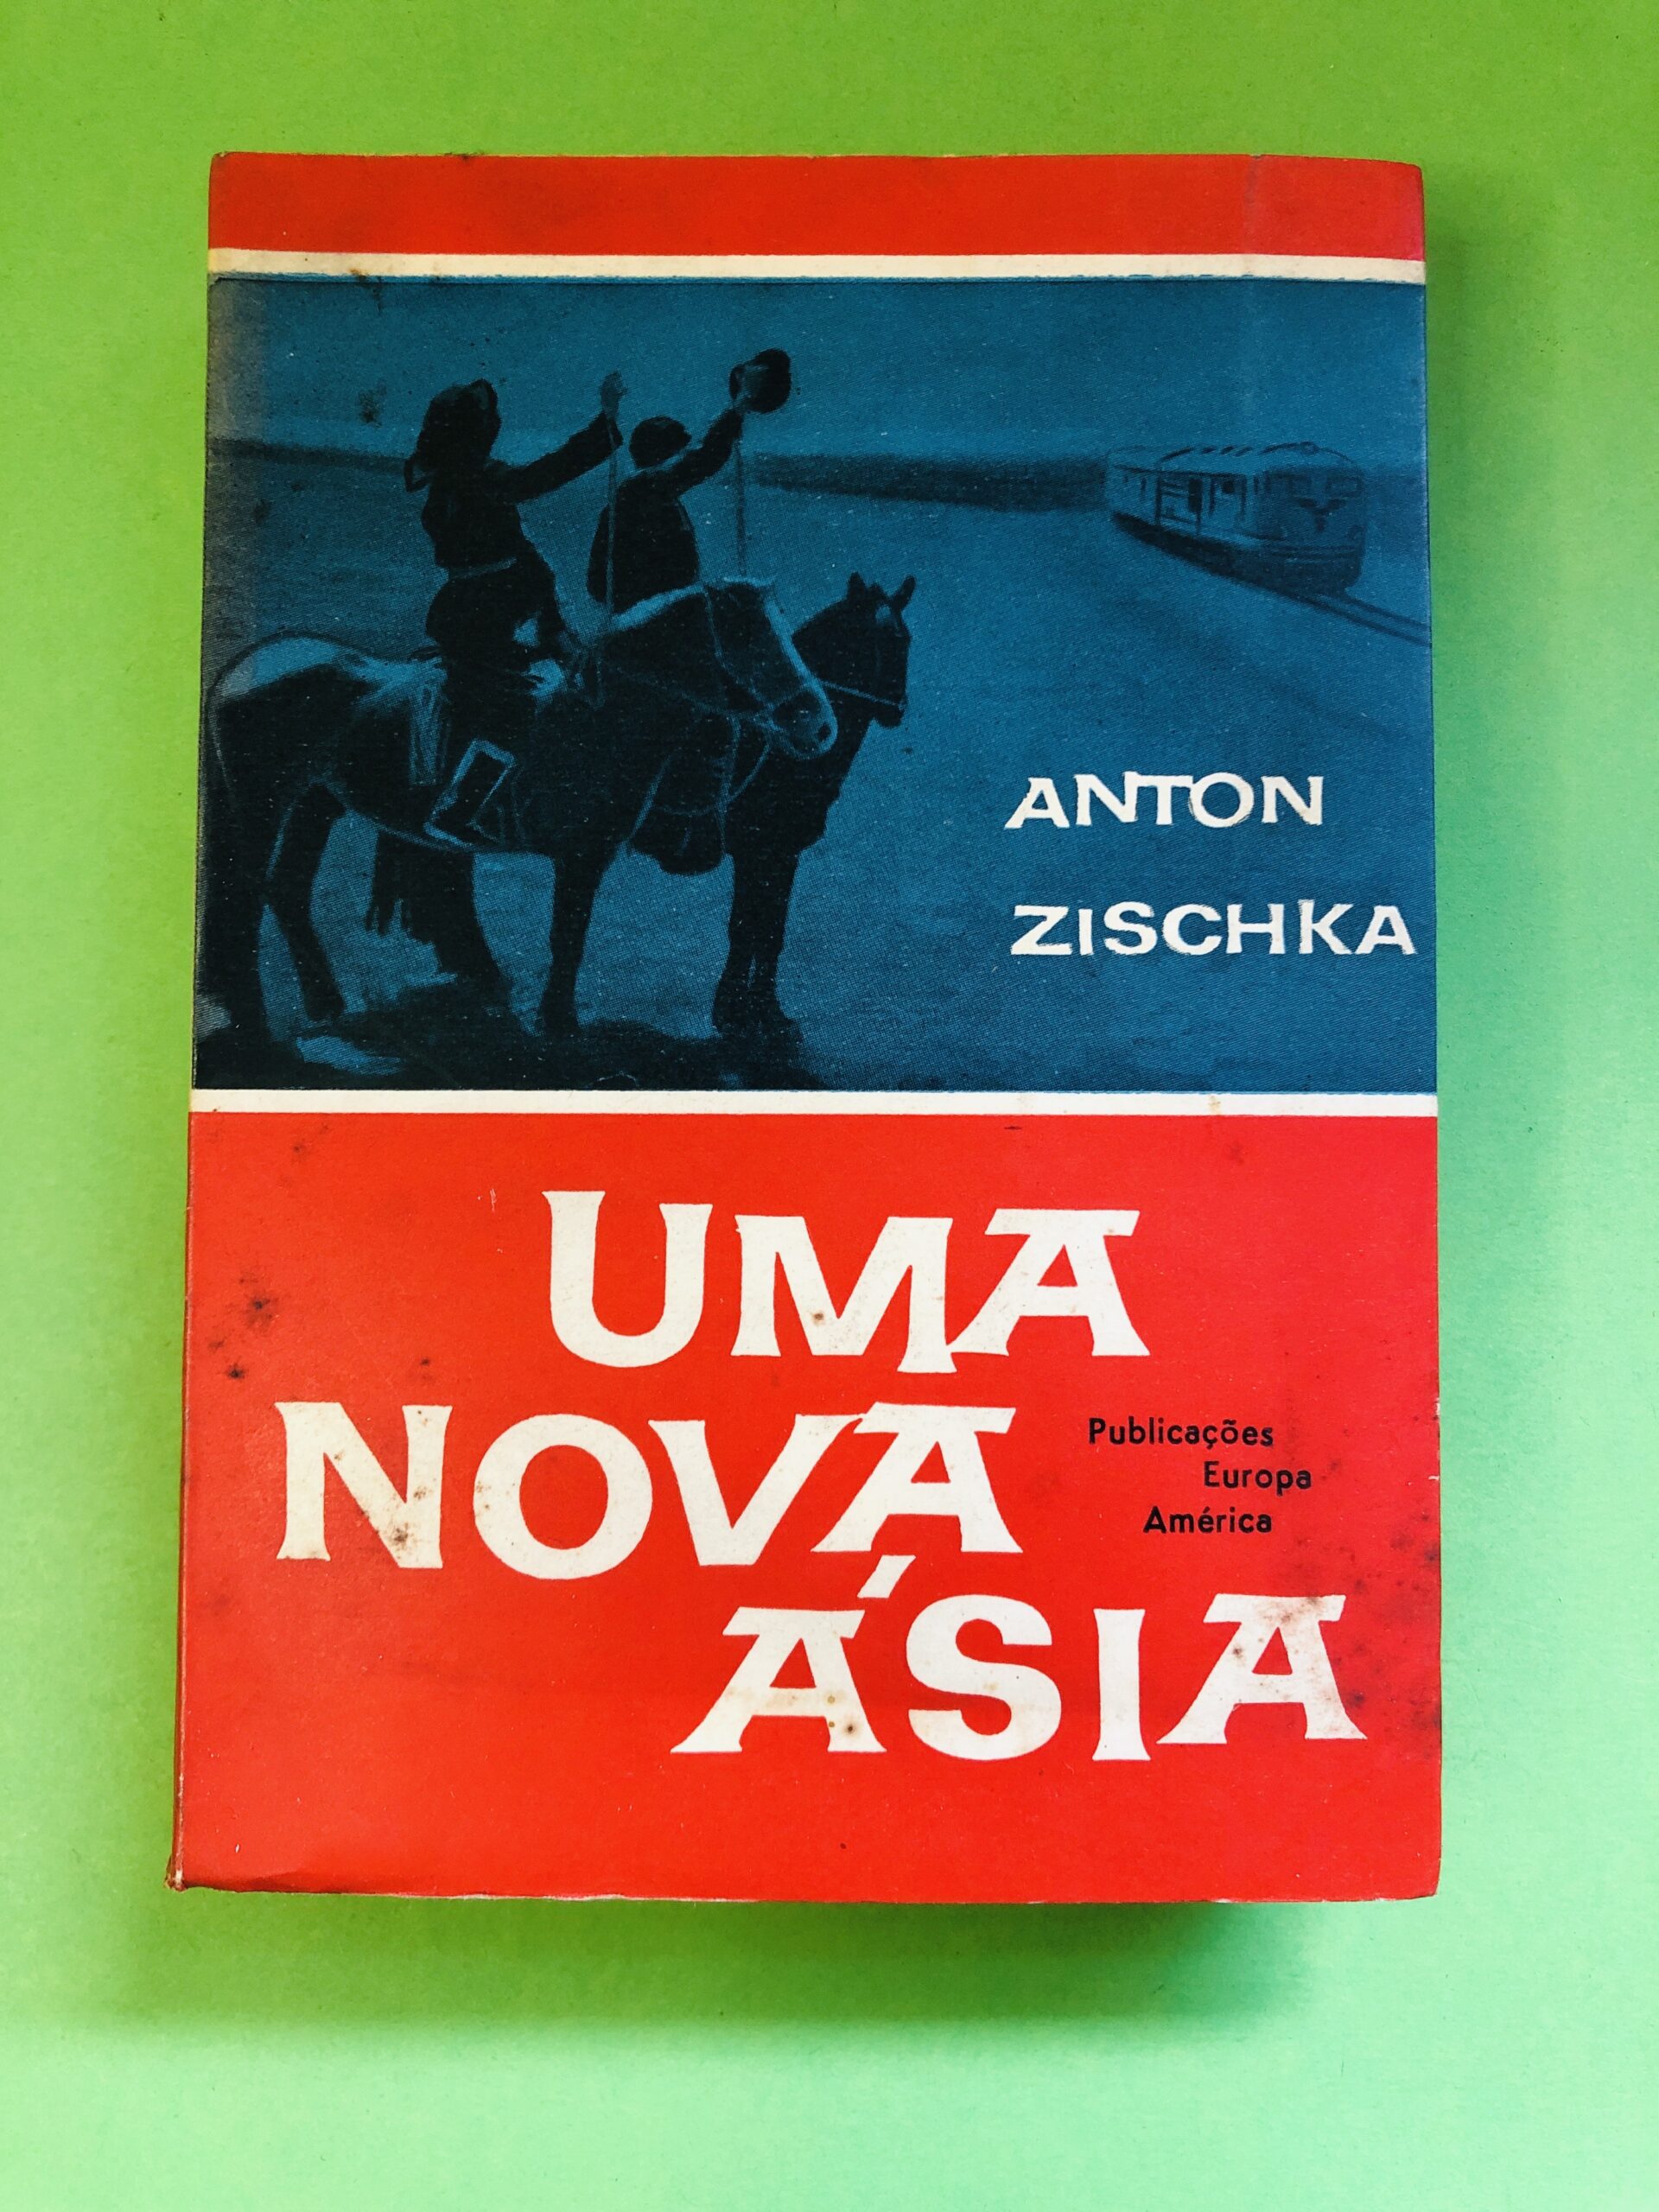 ANTON
ZISCHKA
UMA
NOVA
Publicações
Europa
América
ÁSIA